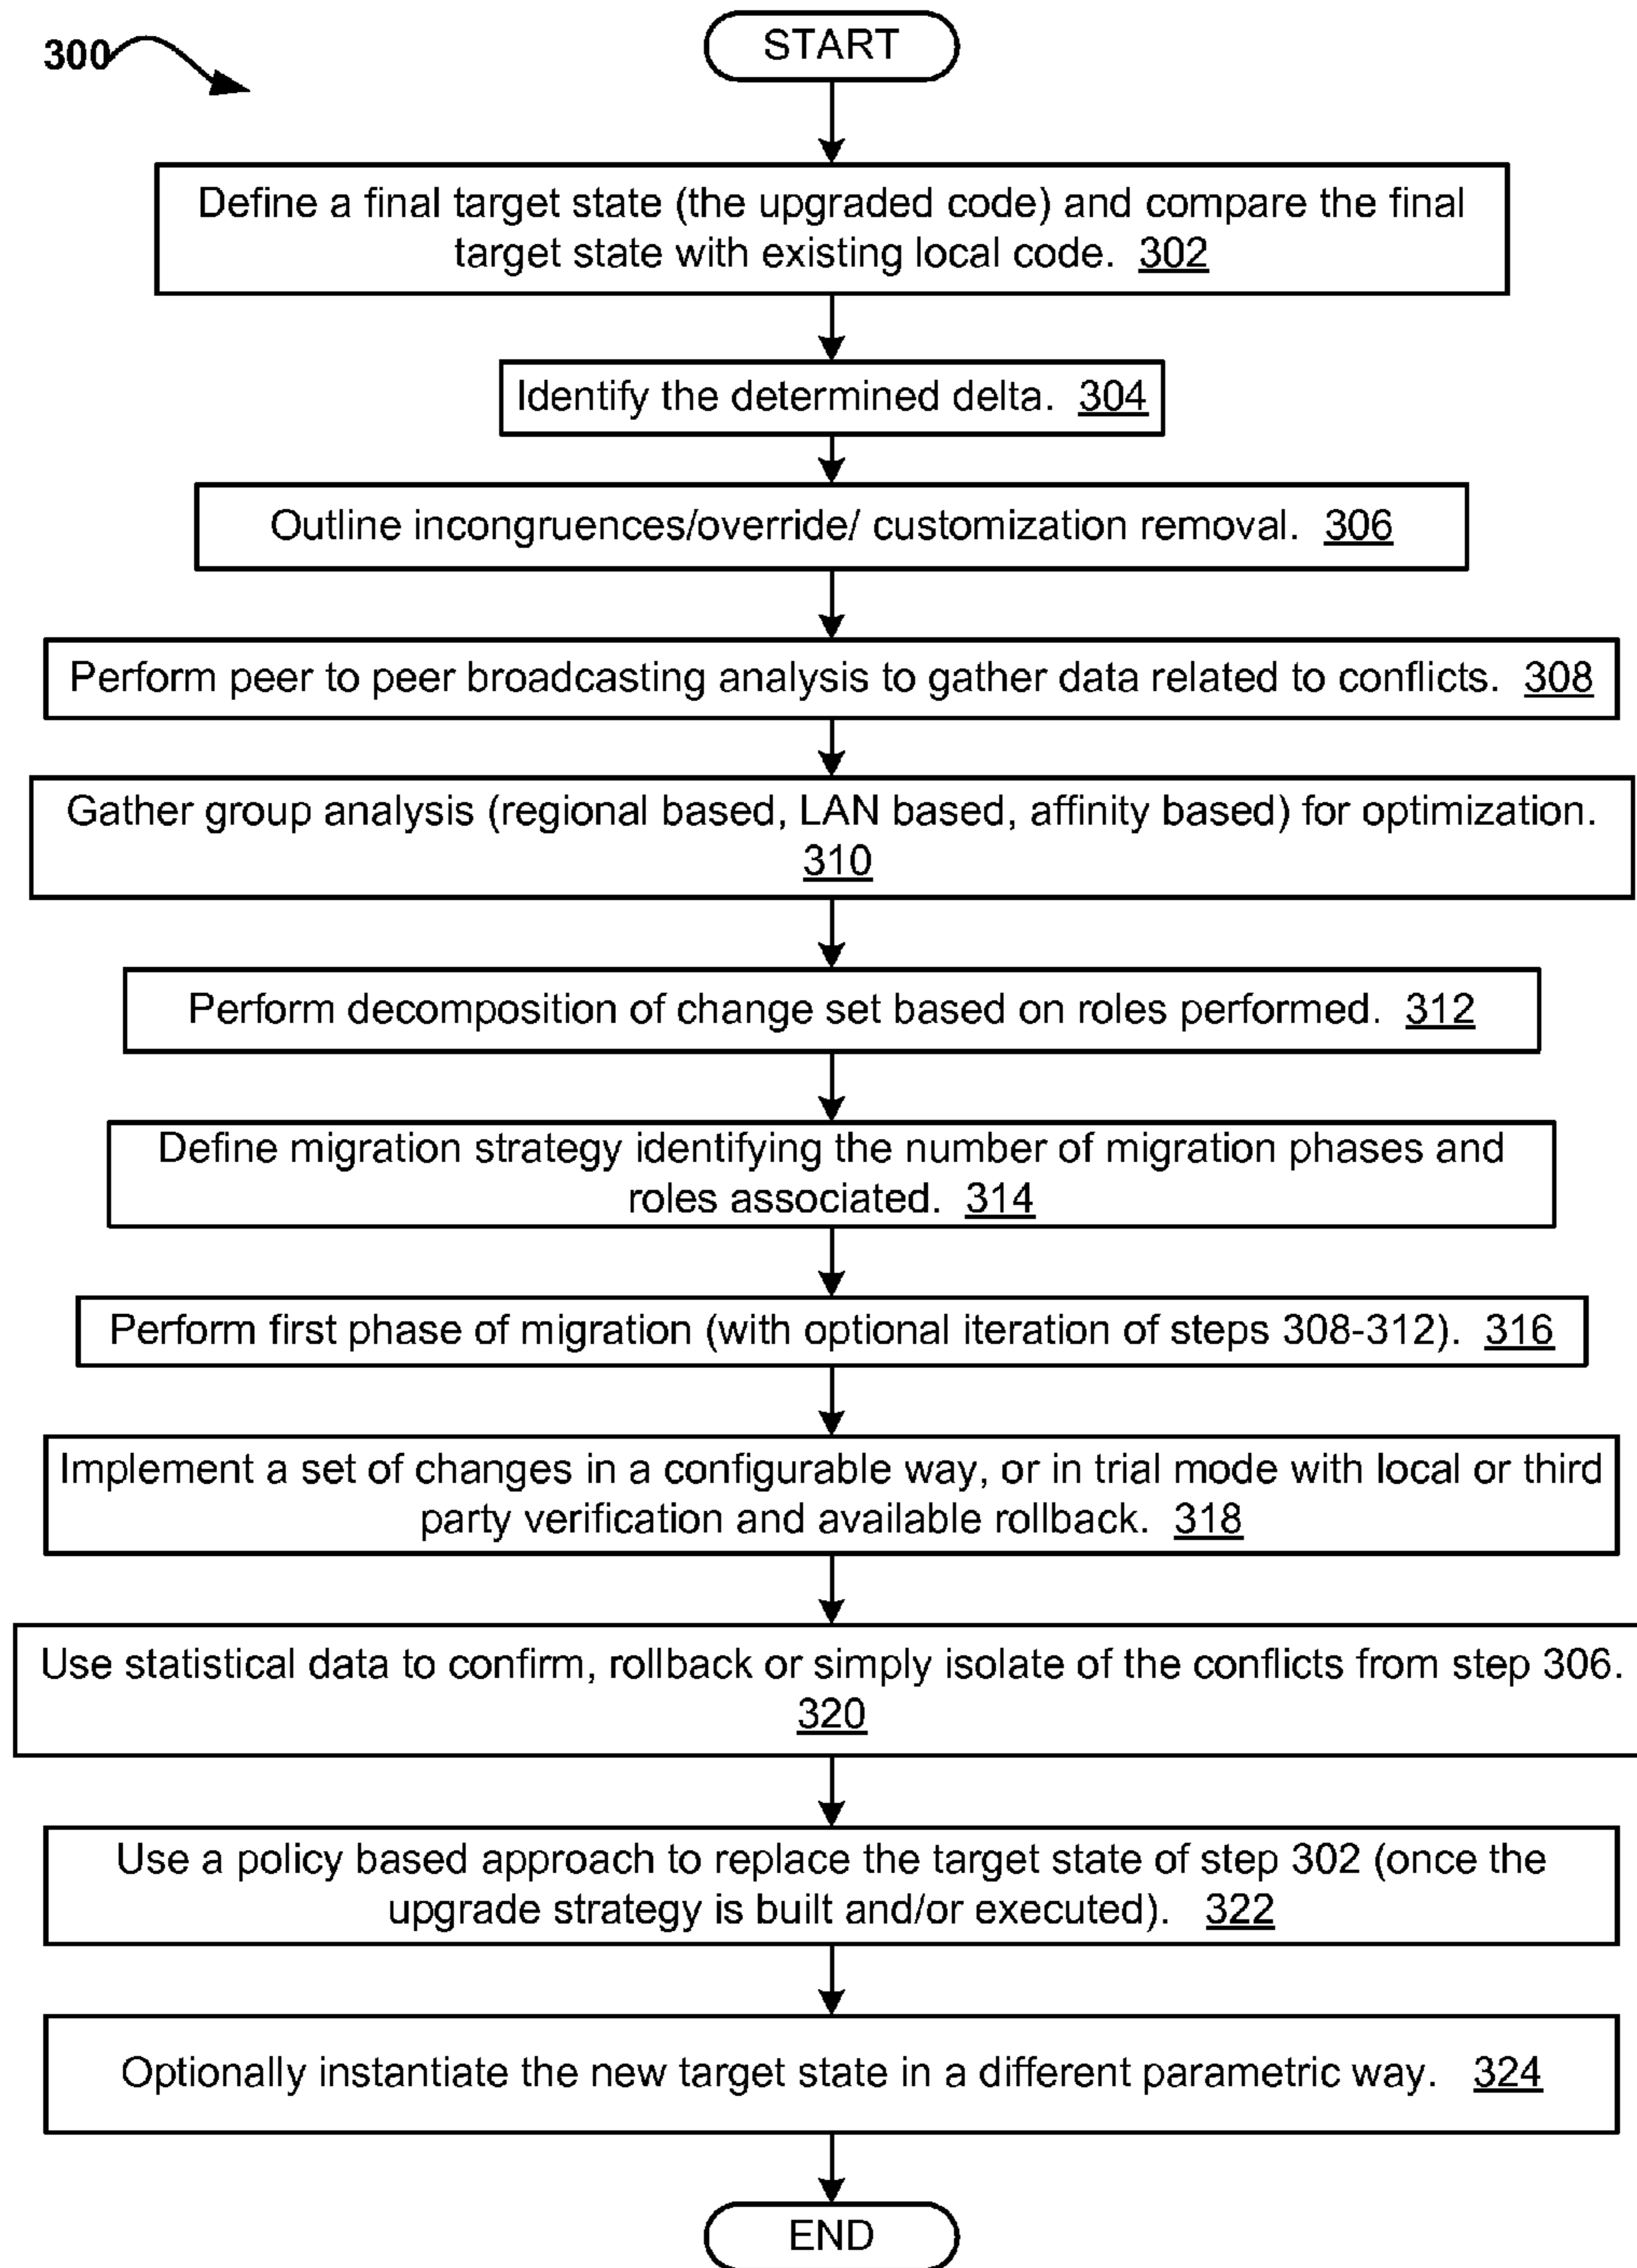 300
START
Define a final target state (the upgraded code) and compare the final
target state with existing local code. 302
Identify the determined delta. 304
Outline incongruences/override/ customization removal. 306
Perform peer to peer broadcasting analysis to gather data related to conflicts. 308
Gather group analysis (regional based, LAN based, affinity based) for optimization.
310
Perform decomposition of change set based on roles performed. 312
Define migration strategy identifying the number of migration phases and
roles associated. 314
Perform first phase of migration (with optional iteration of steps 308-312). 316
Implement a set of changes in a configurable way, or in trial mode with local or third
party verification and available rollback. 318
Use statistical data to confirm, rollback or simply isolate of the conflicts from step 306.
320
Use a policy based approach to replace the target state of step 302 (once the
upgrade strategy is built and/or executed). 322
Optionally instantiate the new target state in a different parametric way. 324
END